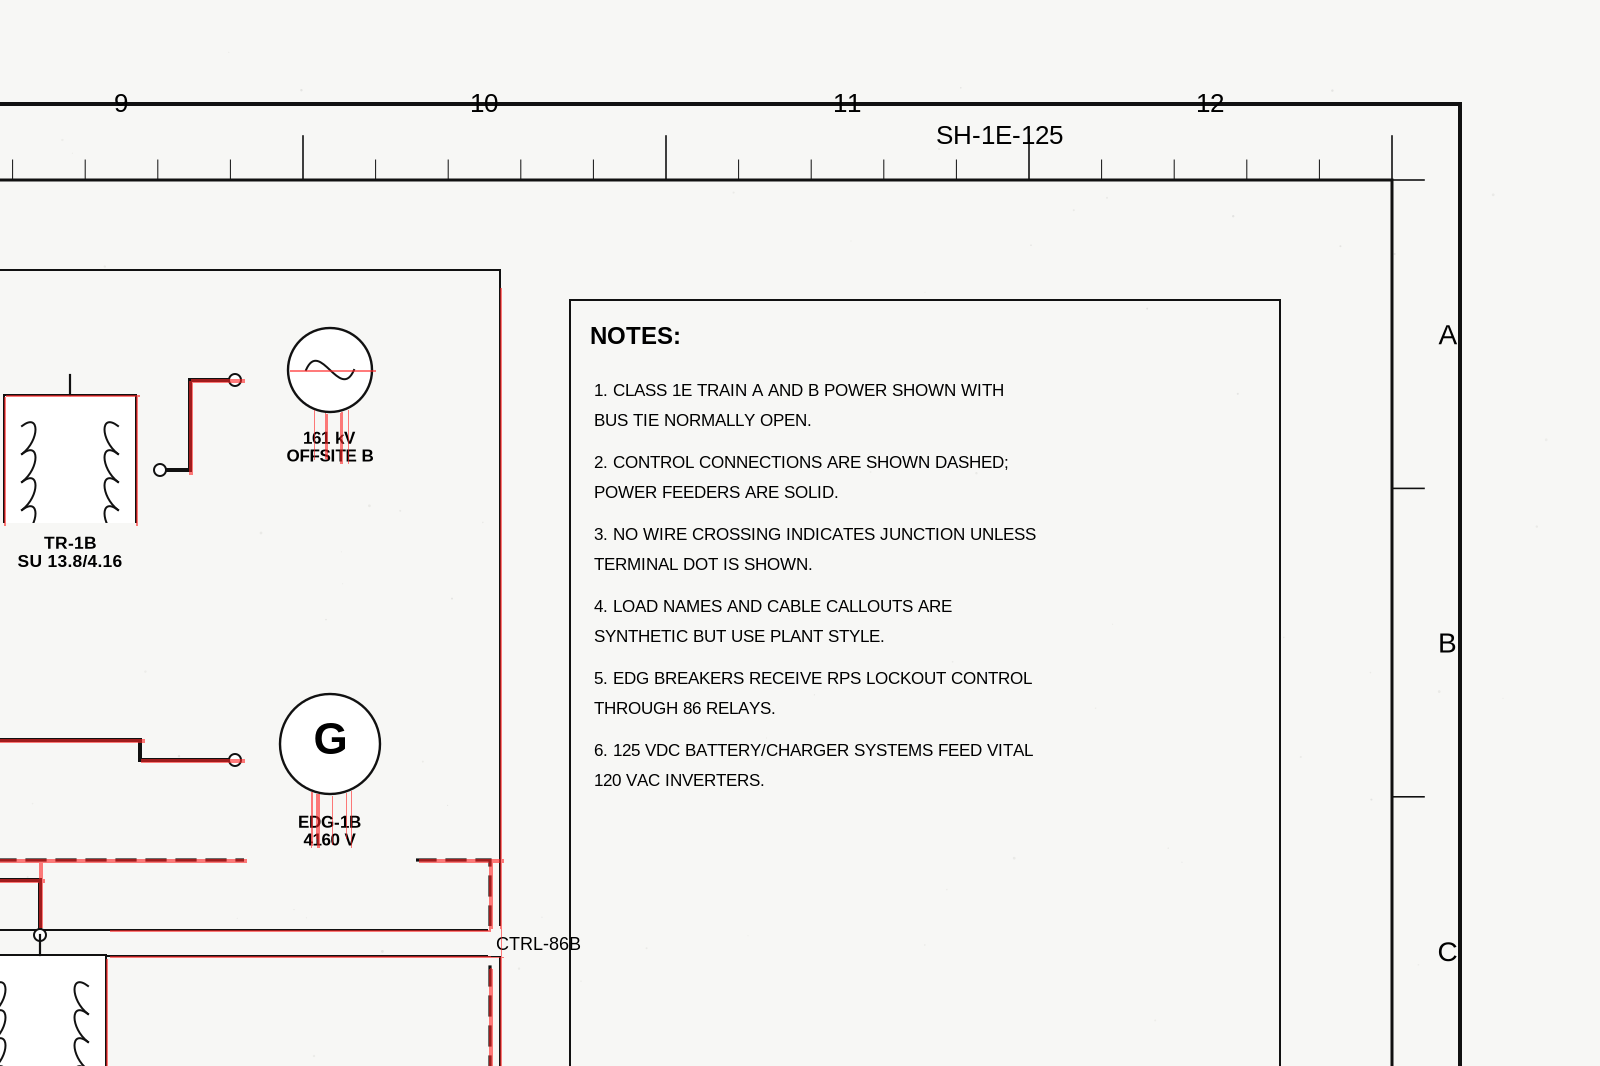 9 10 11 12
SH-1E-125
A
B
C
161 kV
OFFSITE B
TR-1B
SU 13.8/4.16
G
EDG-1B
4160 V
CTRL-86B
NOTES:
1. CLASS 1E TRAIN A AND B POWER SHOWN WITH
BUS TIE NORMALLY OPEN.
2. CONTROL CONNECTIONS ARE SHOWN DASHED;
POWER FEEDERS ARE SOLID.
3. NO WIRE CROSSING INDICATES JUNCTION UNLESS
TERMINAL DOT IS SHOWN.
4. LOAD NAMES AND CABLE CALLOUTS ARE
SYNTHETIC BUT USE PLANT STYLE.
5. EDG BREAKERS RECEIVE RPS LOCKOUT CONTROL
THROUGH 86 RELAYS.
6. 125 VDC BATTERY/CHARGER SYSTEMS FEED VITAL
120 VAC INVERTERS.